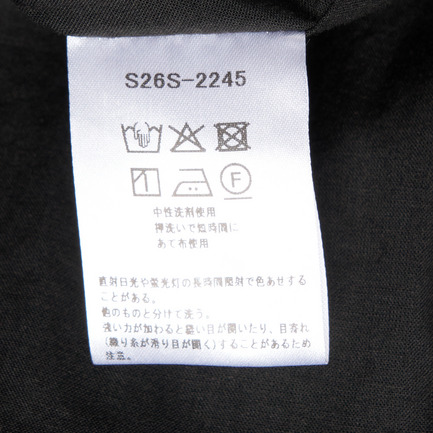 S26S-2245
F
中性洗剤使用
押洗いで短時間に
あて布使用
直射日光や蛍光灯の長時間照射で色あせする
ことがある。
他のものと分けて洗う。
強い力が加わると縫い目が開いたり、目寄れ
(織り糸が滑り目が開く)することがあるため
注意。